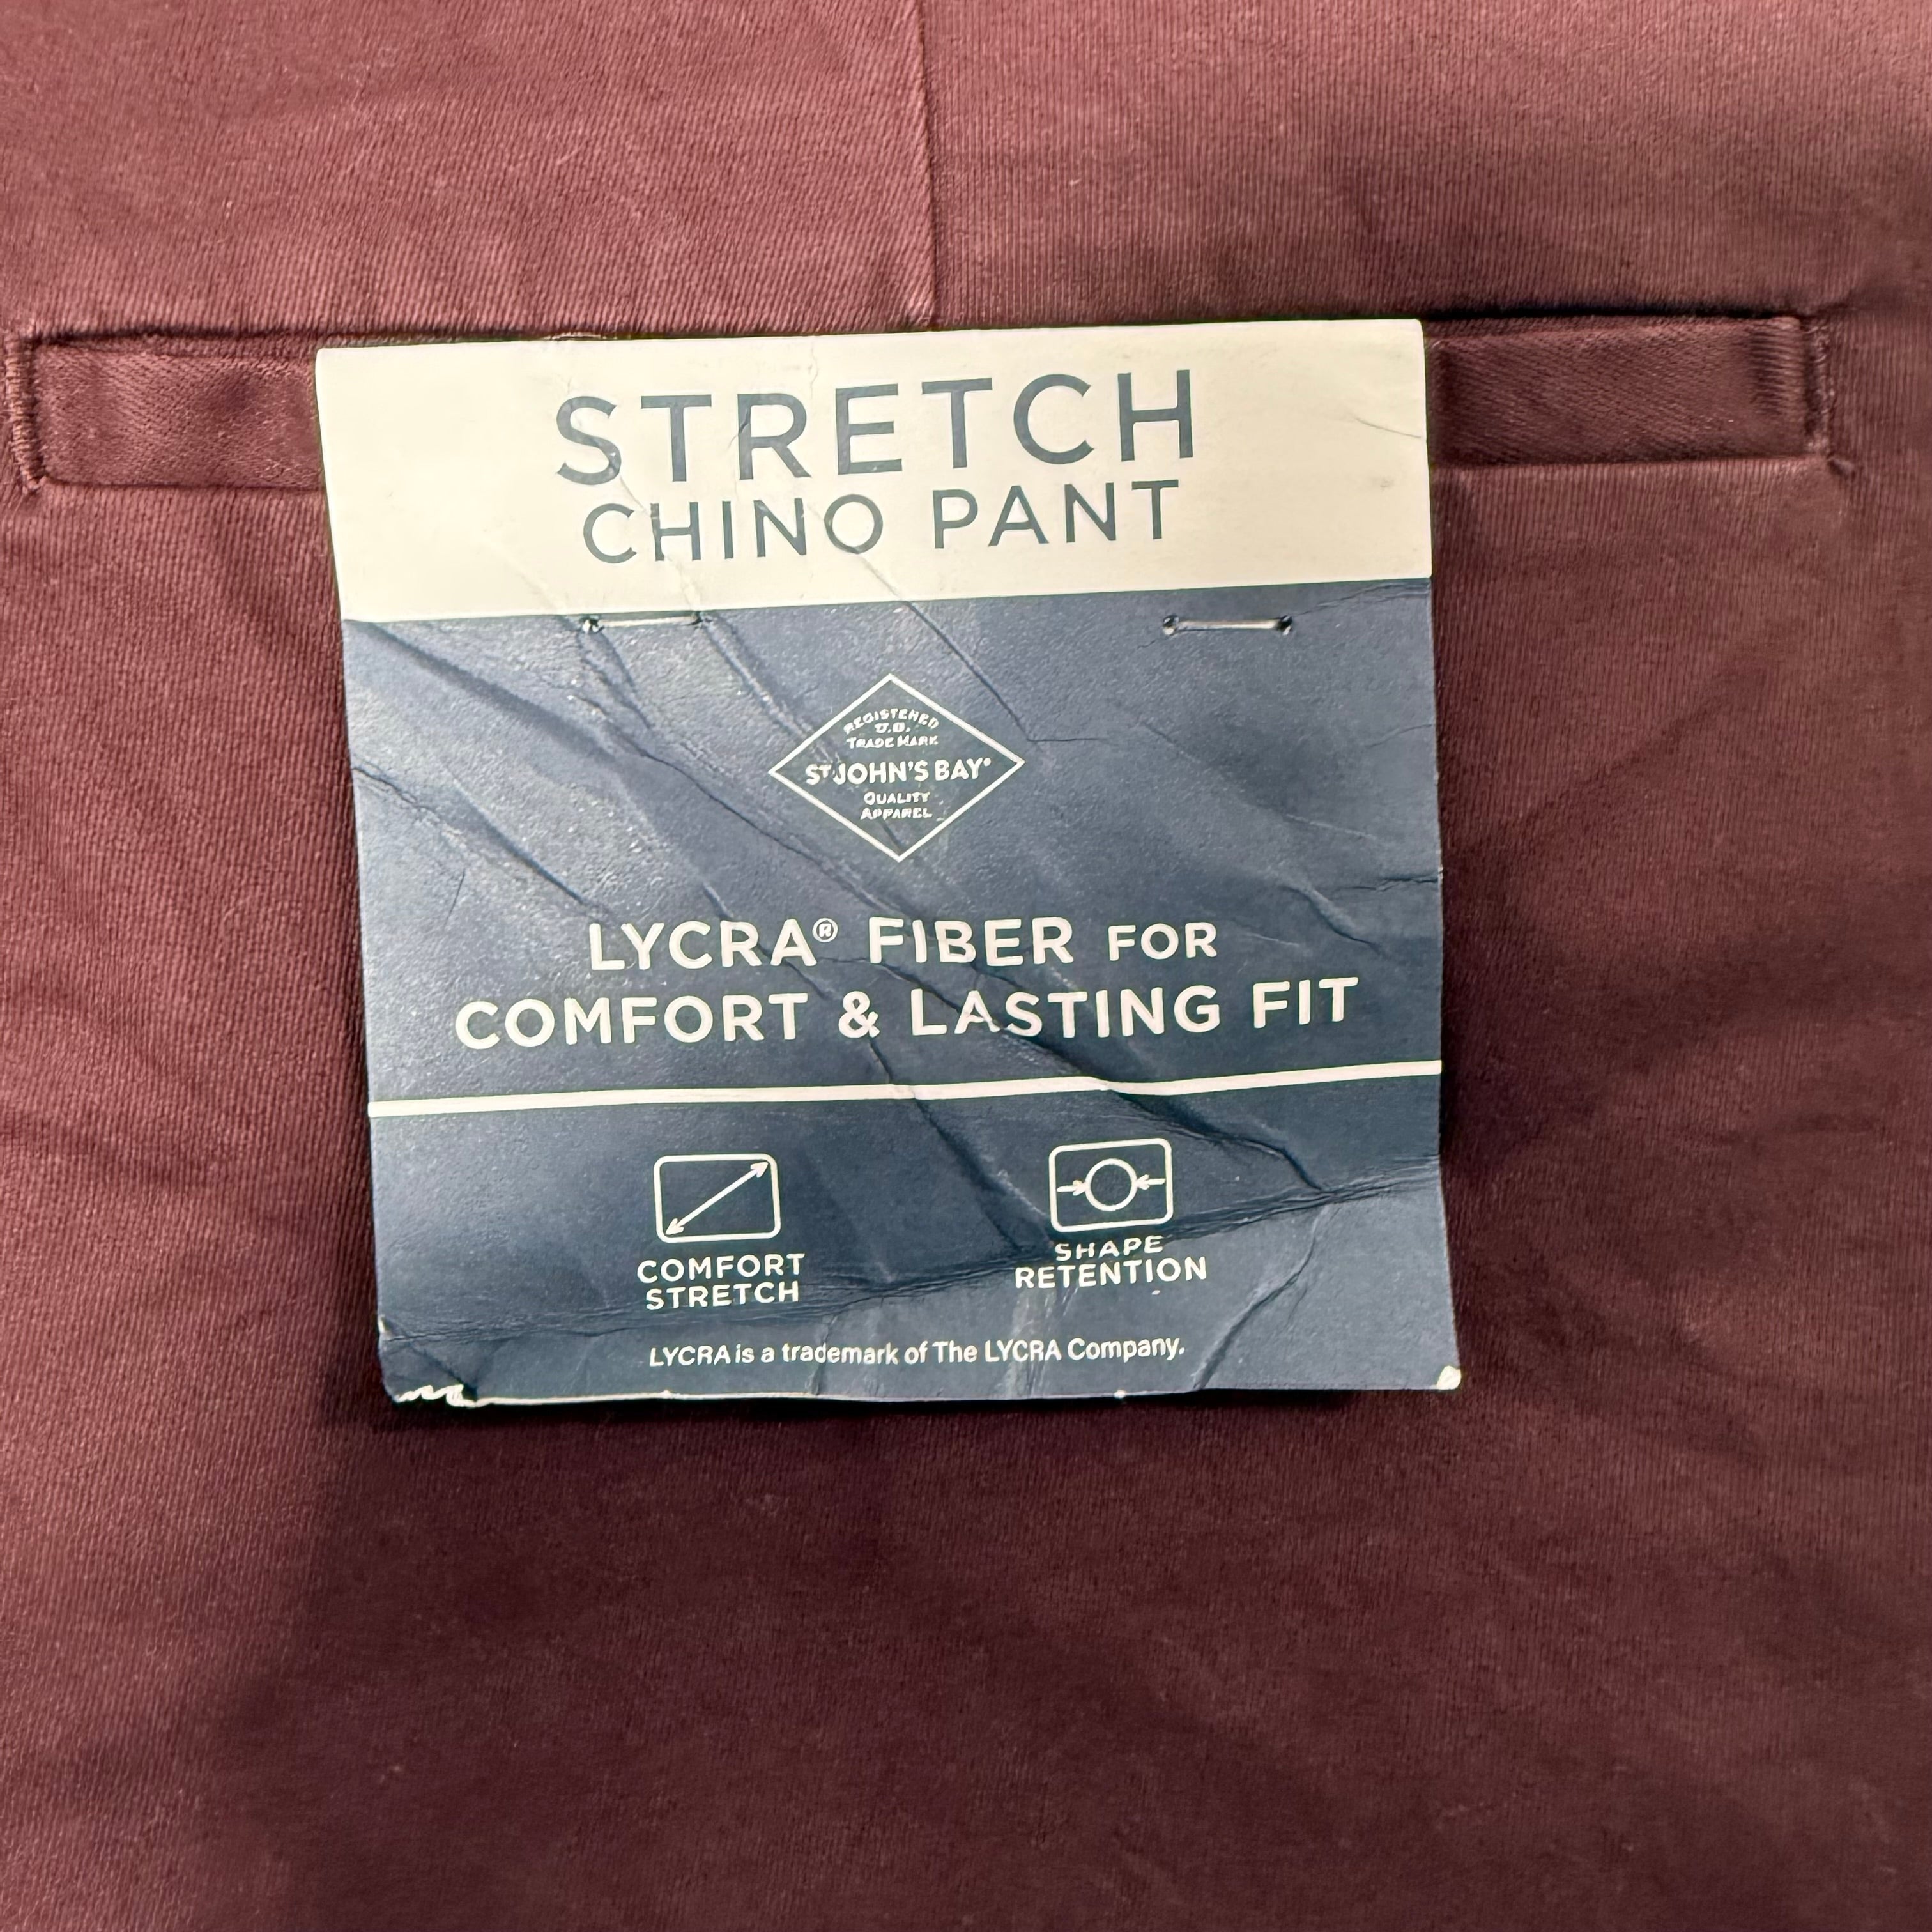 STRETCH
CHINO PANT
REGISTERED
U.S.
TRADE MARK
ST JOHN'S BAY®
QUALITY
APPAREL
LYCRA® FIBER FOR
COMFORT & LASTING FIT
COMFORT
STRETCH
SHAPE
RETENTION
LYCRA is a trademark of The LYCRA Company.